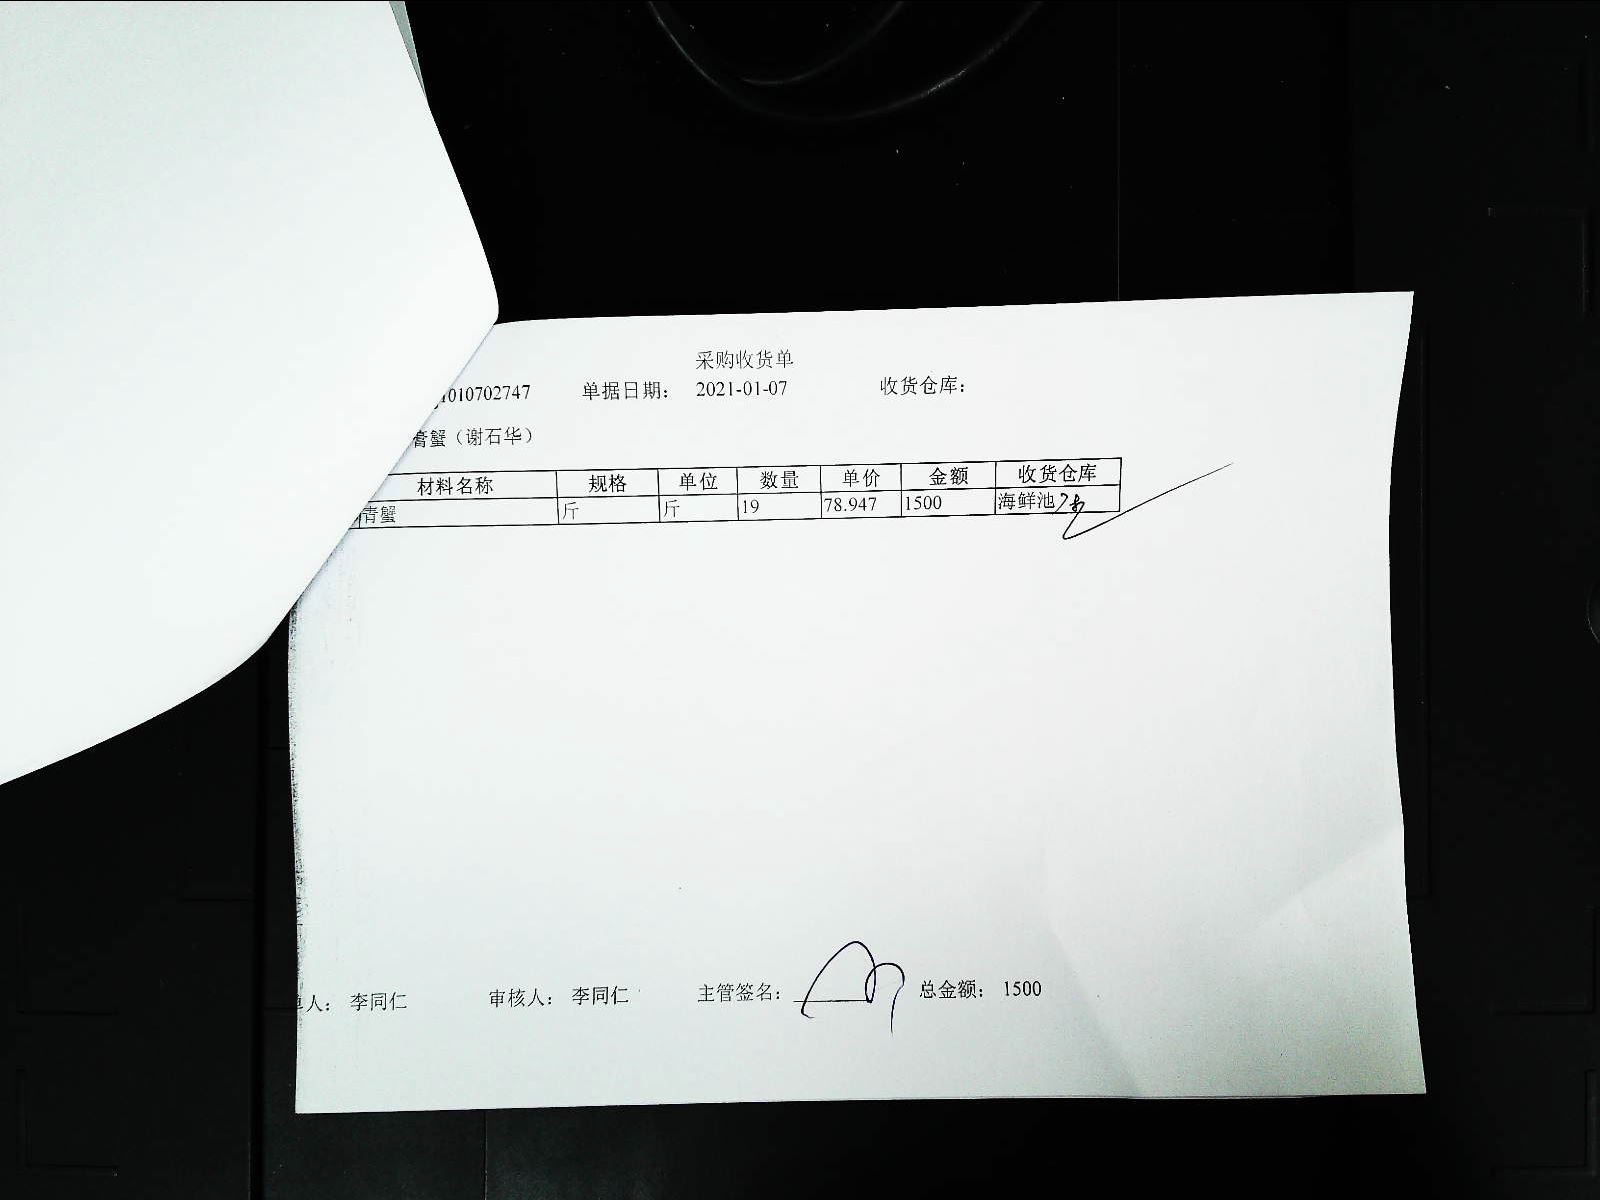 采购收货单
1010702747 单据日期： 2021-01-07 收货仓库：
膏蟹（谢石华）
材料名称 规格 单位 数量 单价 金额 收货仓库
青蟹 斤 斤 19 78.947 1500 海鲜池
人： 李同仁 审核人： 李同仁 主管签名： 总金额： 1500